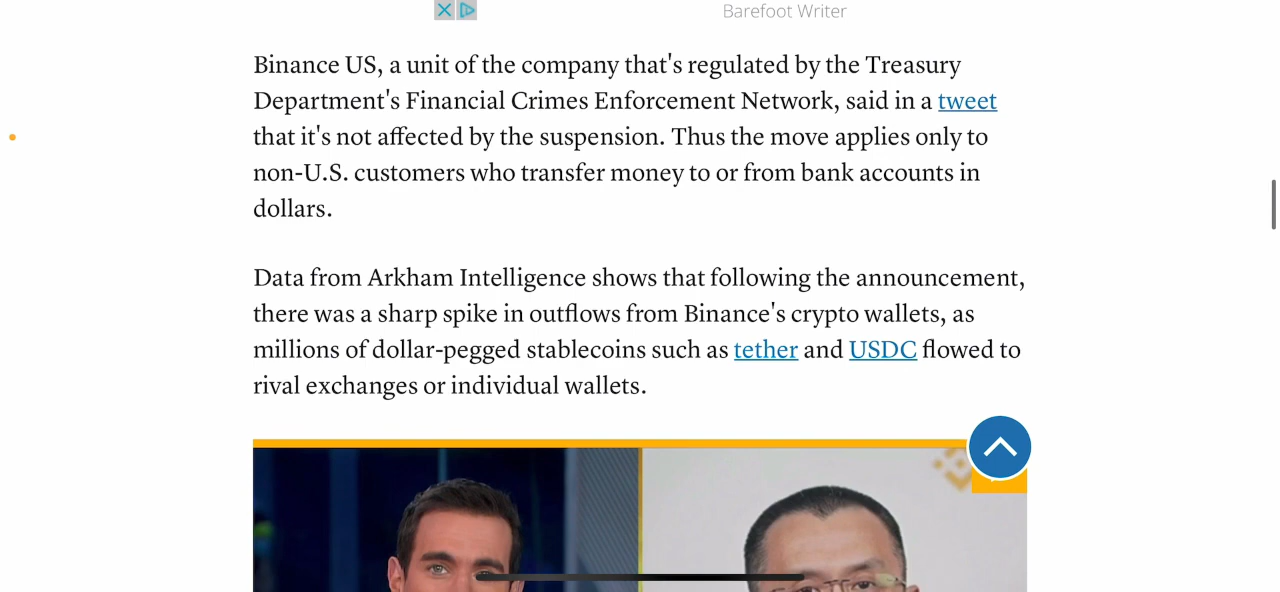 Barefoot Writer
Binance US, a unit of the company that's regulated by the Treasury
Department's Financial Crimes Enforcement Network, said in a tweet
that it's not affected by the suspension. Thus the move applies only to
non-U.S. customers who transfer money to or from bank accounts in
dollars.
Data from Arkham Intelligence shows that following the announcement,
there was a sharp spike in outflows from Binance's crypto wallets, as
millions of dollar-pegged stablecoins such as tether and USDC flowed to
rival exchanges or individual wallets.